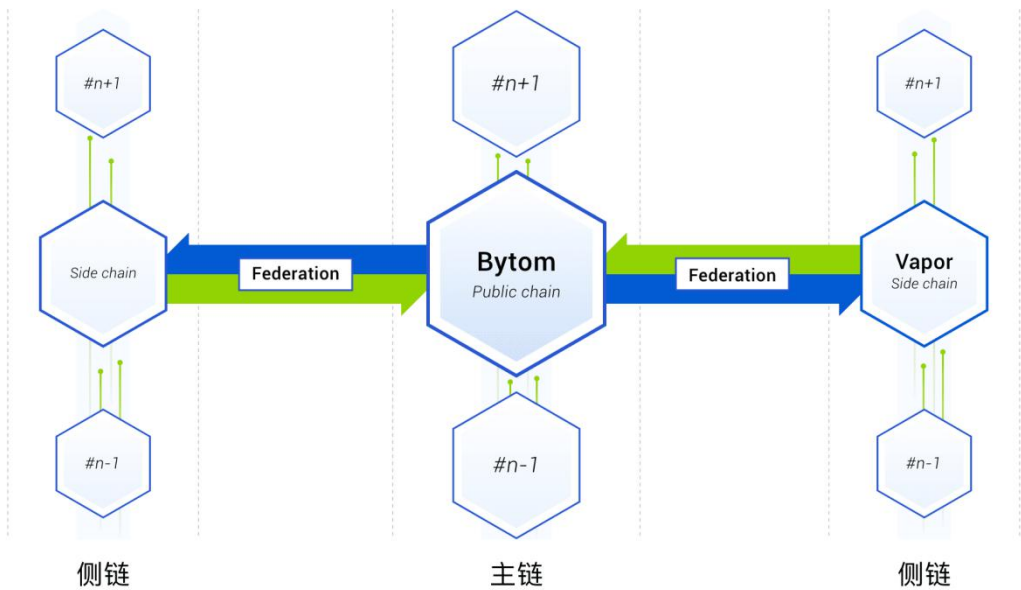 #n+1
#n+1
#n+1
Side chain
Federation
Bytom
Public chain
Federation
Vapor
Side chain
#n-1
#n-1
#n-1
侧链
主链
侧链